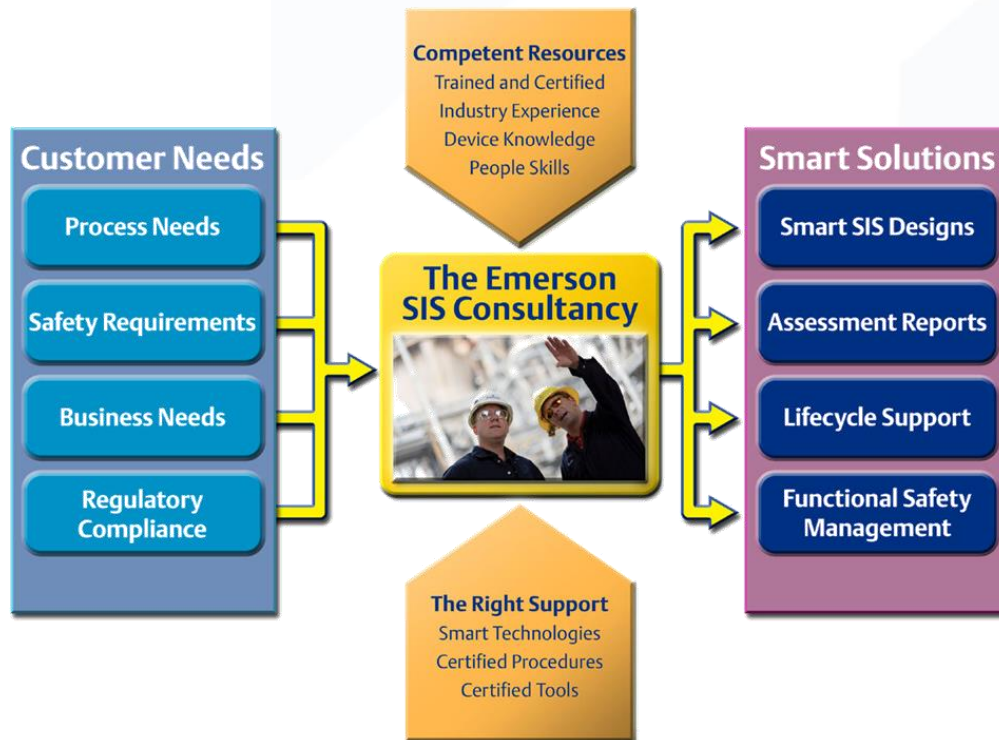 Competent Resources
Trained and Certified
Industry Experience
Device Knowledge
People Skills
Customer Needs
Process Needs
Safety Requirements
Business Needs
Regulatory
Compliance
The Emerson
SIS Consultancy
Smart Solutions
Smart SIS Designs
Assessment Reports
Lifecycle Support
Functional Safety
Management
The Right Support
Smart Technologies
Certified Procedures
Certified Tools